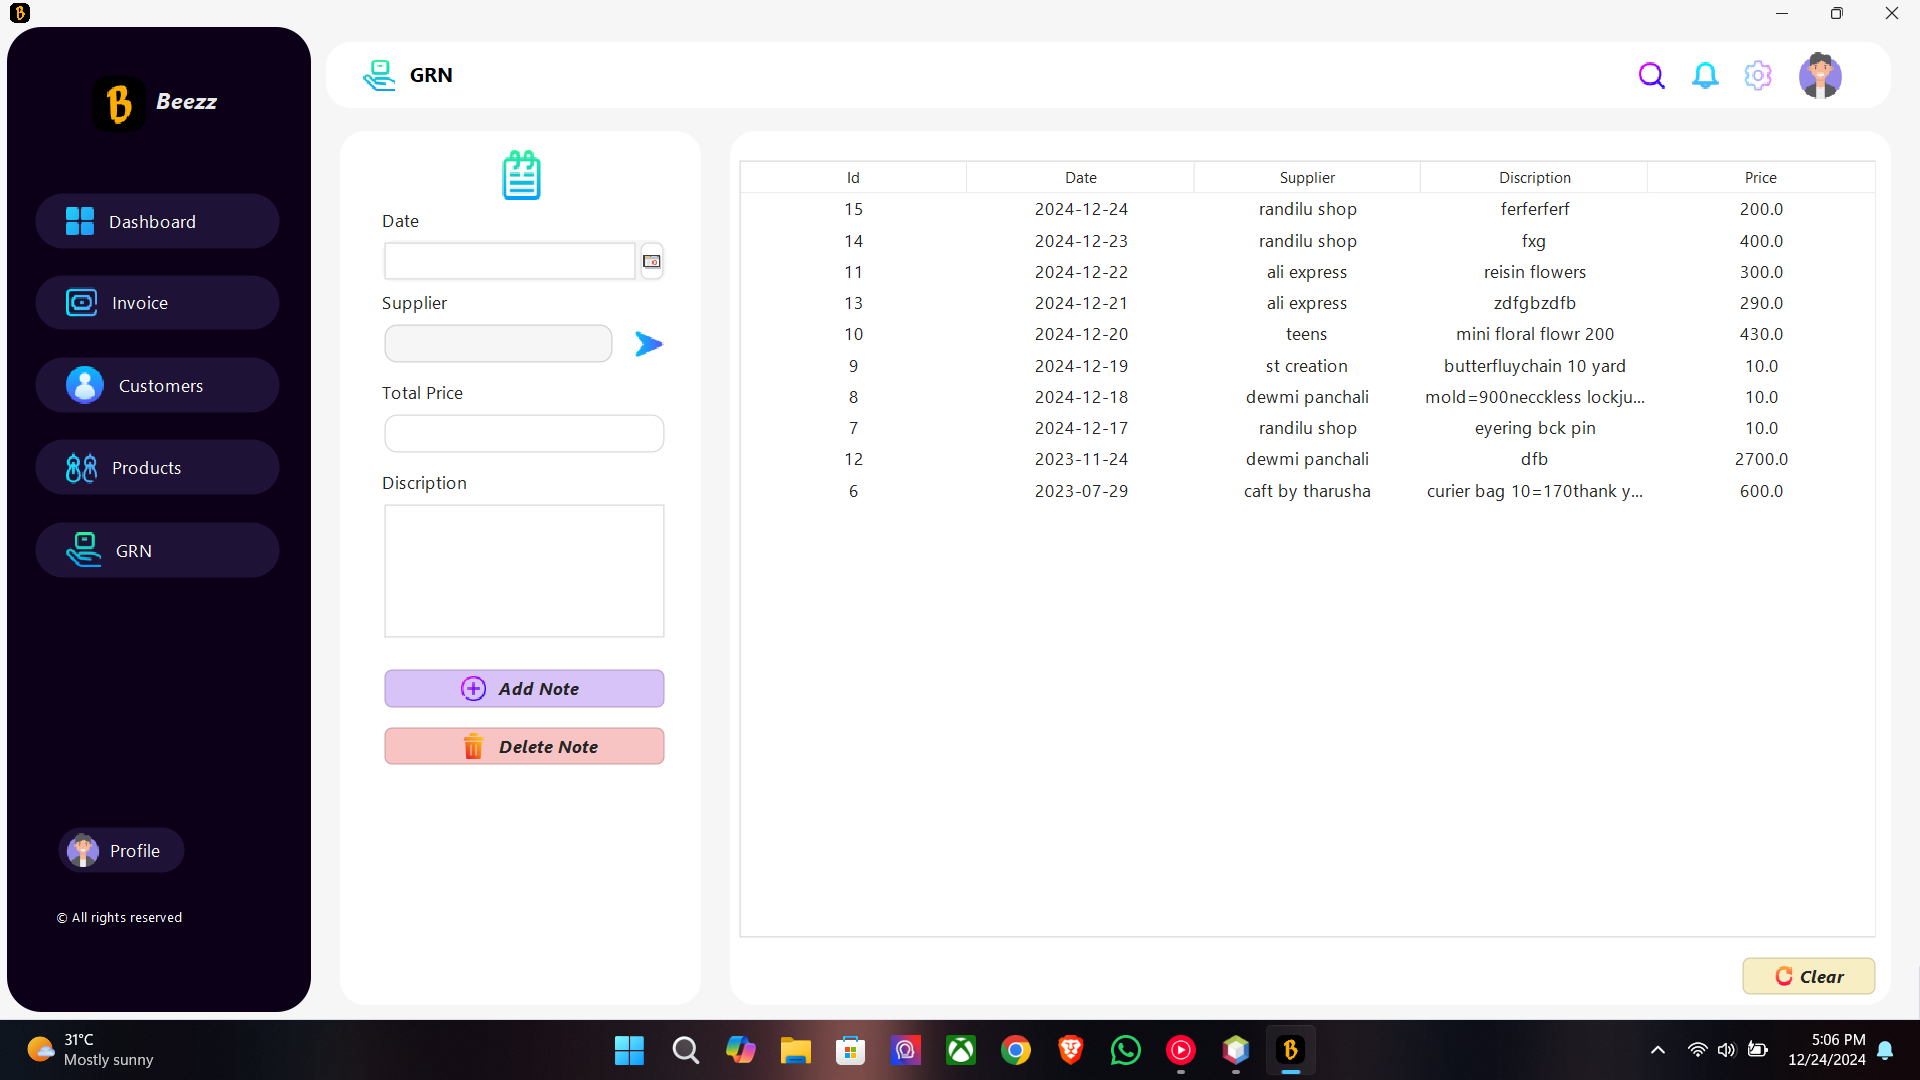 B
GRN
B Beezz
Dashboard
Invoice
Customers
Products
GRN
Profile
© All rights reserved
Date
Supplier
Total Price
Discription
Add Note
Delete Note
Id Date Supplier Discription Price
15 2024-12-24 randilu shop ferferferf 200.0
14 2024-12-23 randilu shop fxg 400.0
11 2024-12-22 ali express reisin flowers 300.0
13 2024-12-21 ali express zdfgbzdfb 290.0
10 2024-12-20 teens mini floral flowr 200 430.0
9 2024-12-19 st creation butterfluychain 10 yard 10.0
8 2024-12-18 dewmi panchali mold=900necckless lockju... 10.0
7 2024-12-17 randilu shop eyering bck pin 10.0
12 2023-11-24 dewmi panchali dfb 2700.0
6 2023-07-29 caft by tharusha curier bag 10=170thank y... 600.0
Clear
31°C
Mostly sunny
B
5:06 PM
12/24/2024